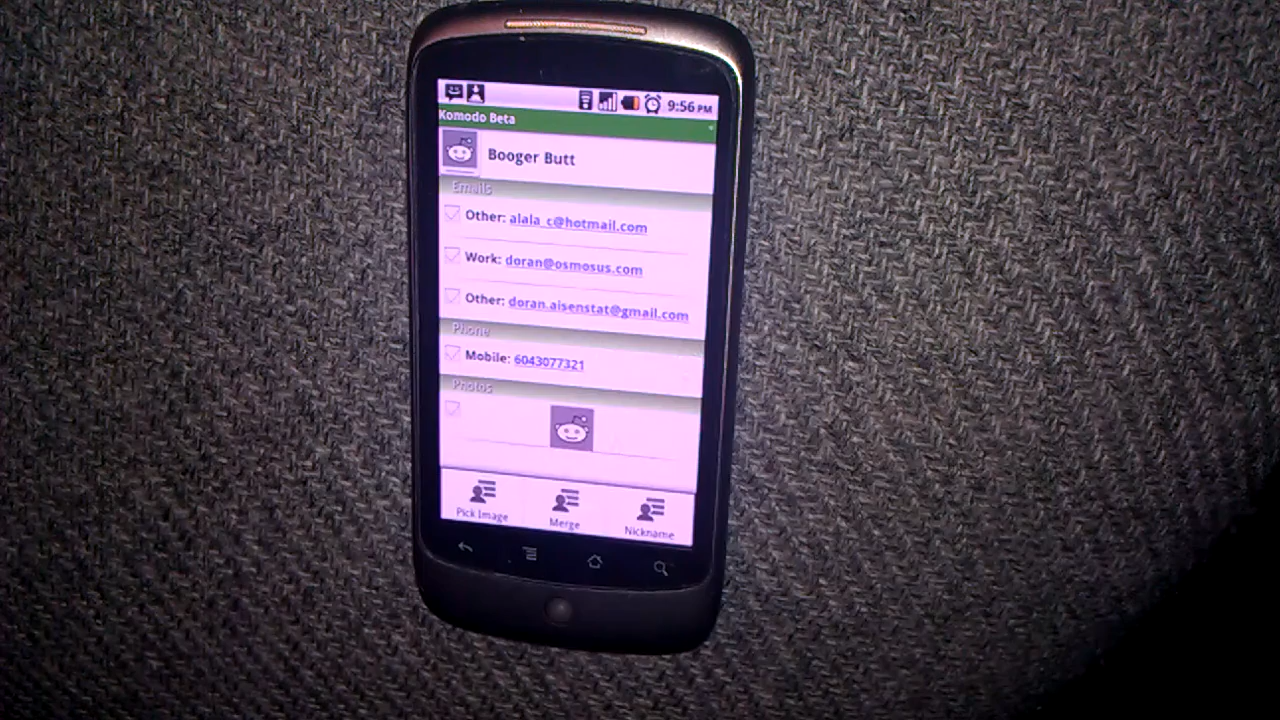 9:56 PM
Komodo Beta
Booger Butt
Emails
Other: alala_c@hotmail.com
Work: doran@osmosus.com
Other: doran.aisenstat@gmail.com
Phone
Mobile: 6043077321
Photos
Pick Image Merge Nickname